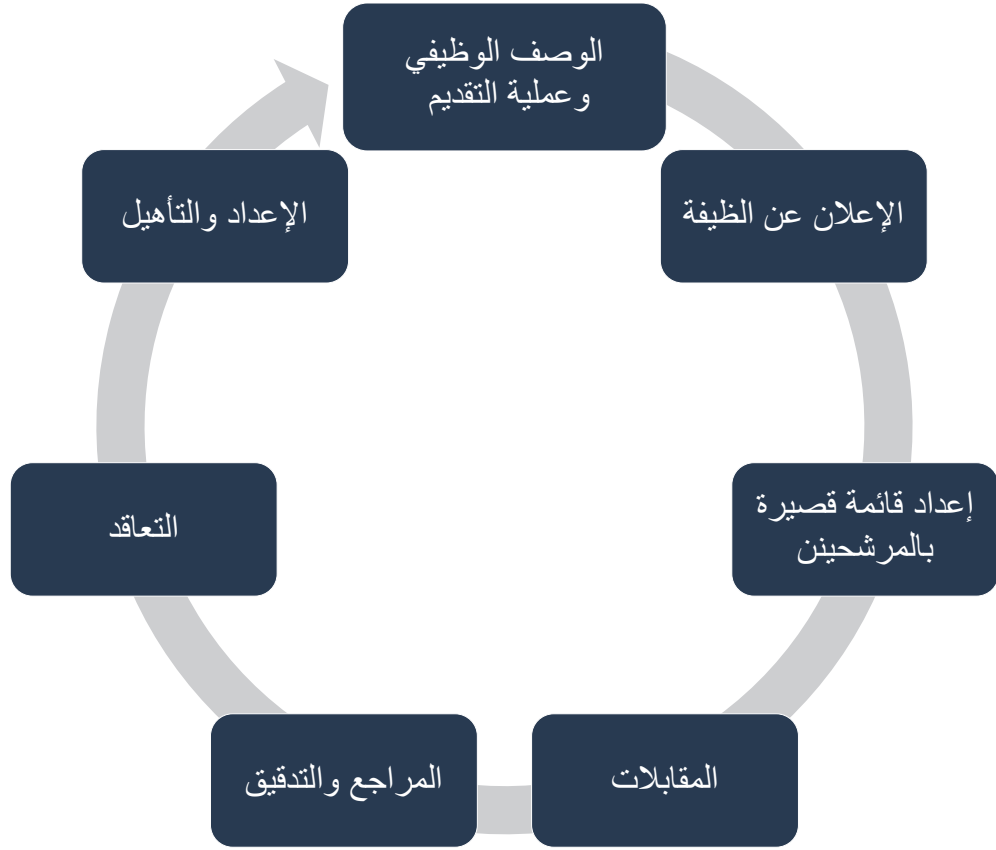 الوصف الوظيفي
وعملية التقديم
الإعلان عن الظيفة
إعداد قائمة قصيرة
بالمرشحينن
المقابلات
المراجع والتدقيق
التعاقد
الإعداد والتأهيل